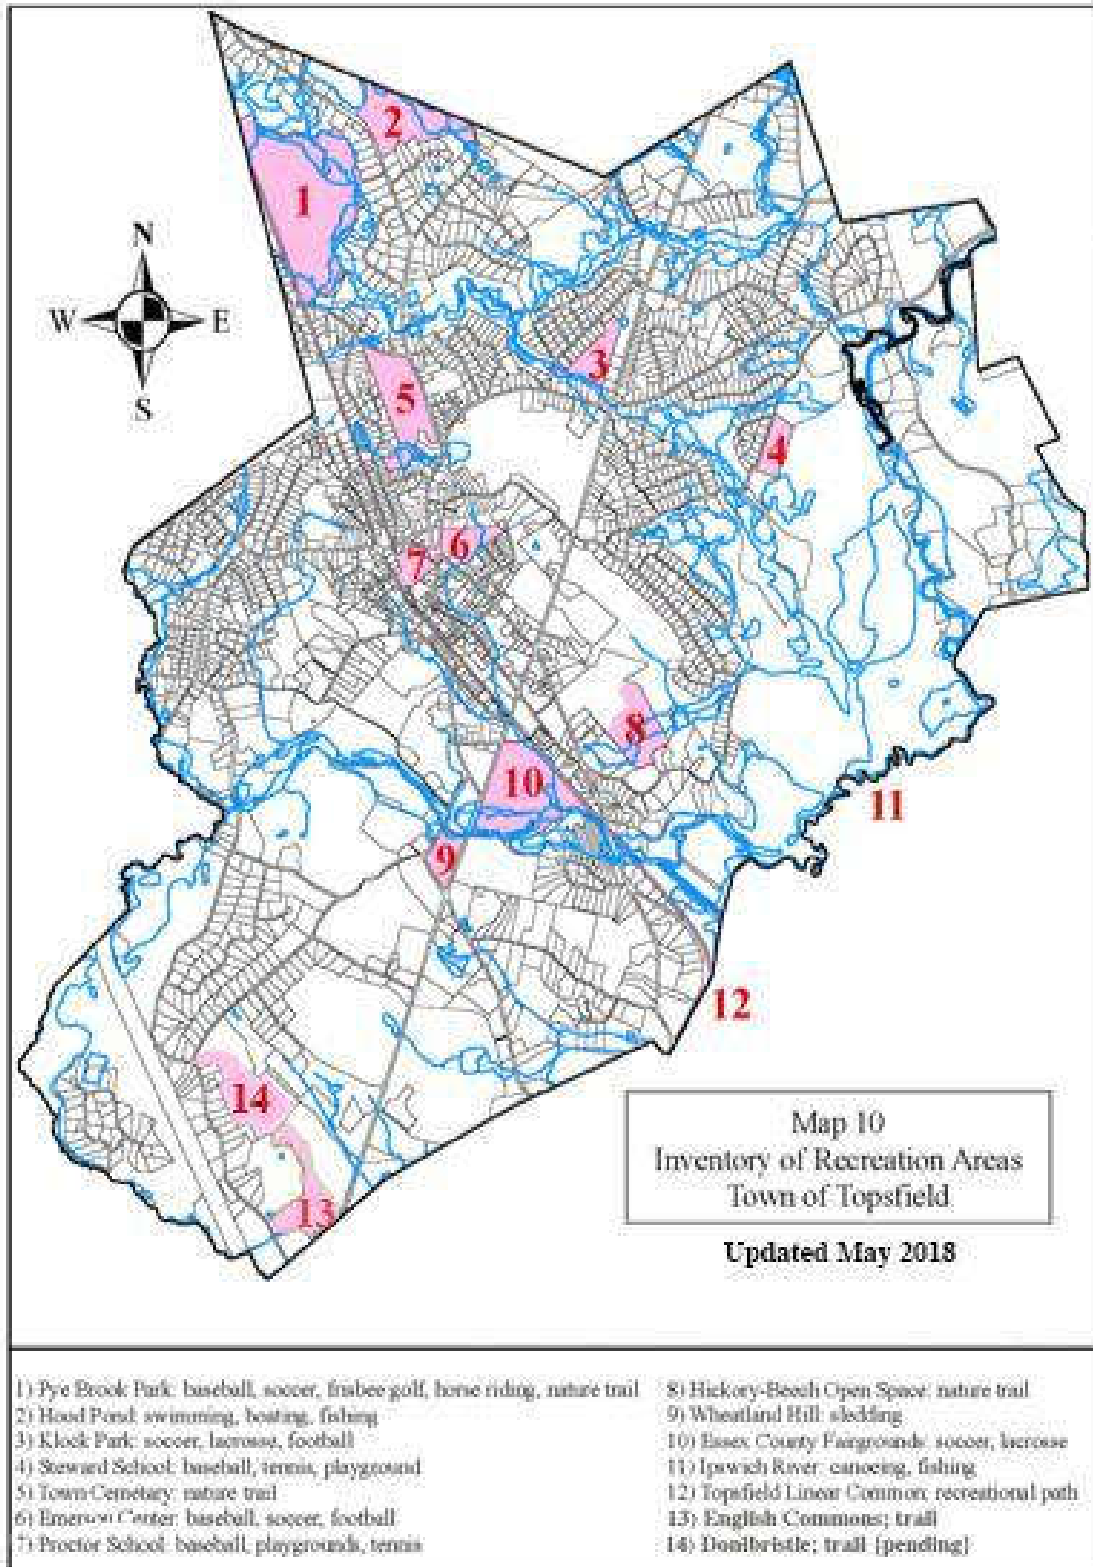 1
2
N
W
E
S
3
5
4
6
7
8
10
11
9
12
14
13
Map 10
Inventory of Recreation Areas
Town of Topsfield
Updated May 2018
1) Pye Brook Park: baseball, soccer, frisbee golf, horse riding, nature trail
2) Hood Pond: swimming, boating, fishing
3) Klock Park: soccer, lacrosse, football
4) Steward School: baseball, tennis, playground
5) Town Cemetary: nature trail
6) Emerson Center: baseball, soccer, football
7) Proctor School: baseball, playgrounds, tennis
8) Hickory-Beech Open Space: nature trail
9) Wheatland Hill: sledding
10) Essex County Fairgrounds: soccer, lacrosse
11) Ipswich River: canoeing, fishing
12) Topsfield Linear Common; recreational path
13) English Commons; trail
14) Donibristle; trail [pending]